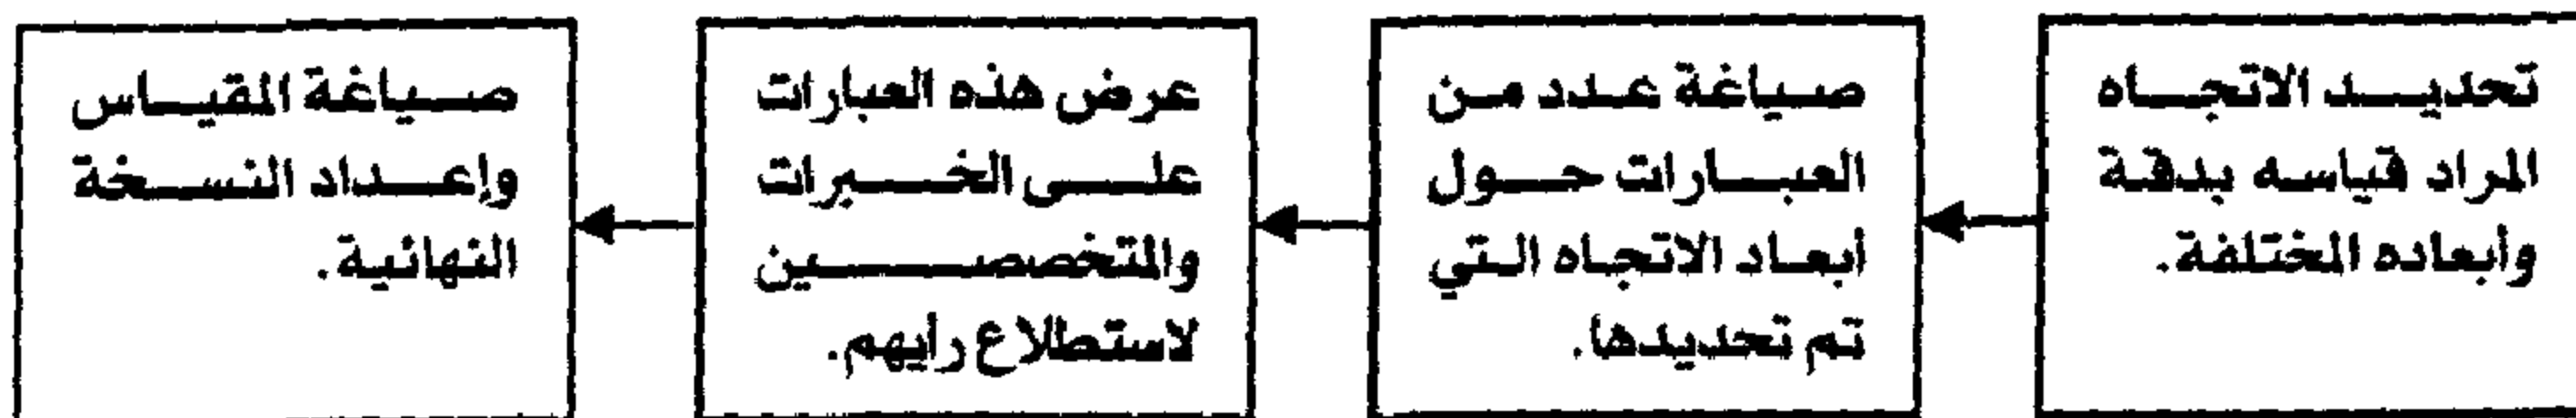 تحديد الاتجاه
المراد قياسه بدقة
وأبعاده المختلفة.
صياغة عدد من
العبارات حول
أبعاد الاتجاه التي
تم تحديدها.
عرض هذه العبارات
على الخبرات
والمتخصصين
لاستطلاع رأيهم.
صياغة المقياس
وإعداد النسخة
النهائية.